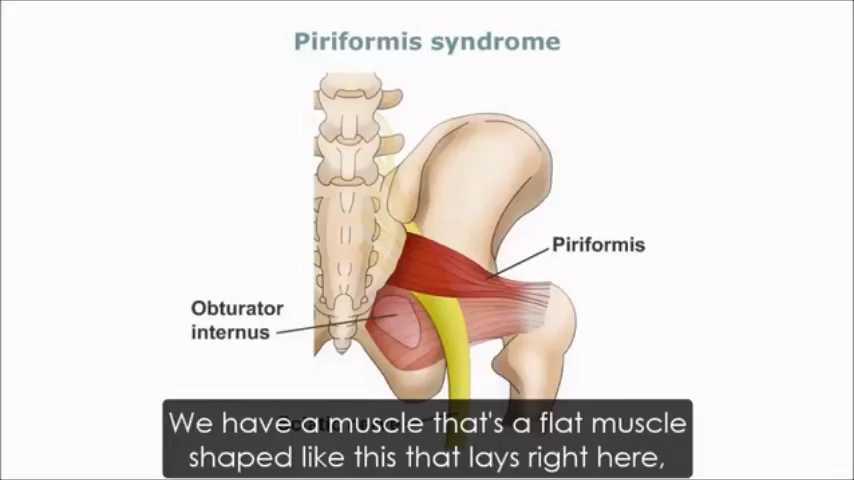 Piriformis syndrome
Piriformis
Obturator
internus
We have a muscle that's a flat muscle
shaped like this that lays right here,